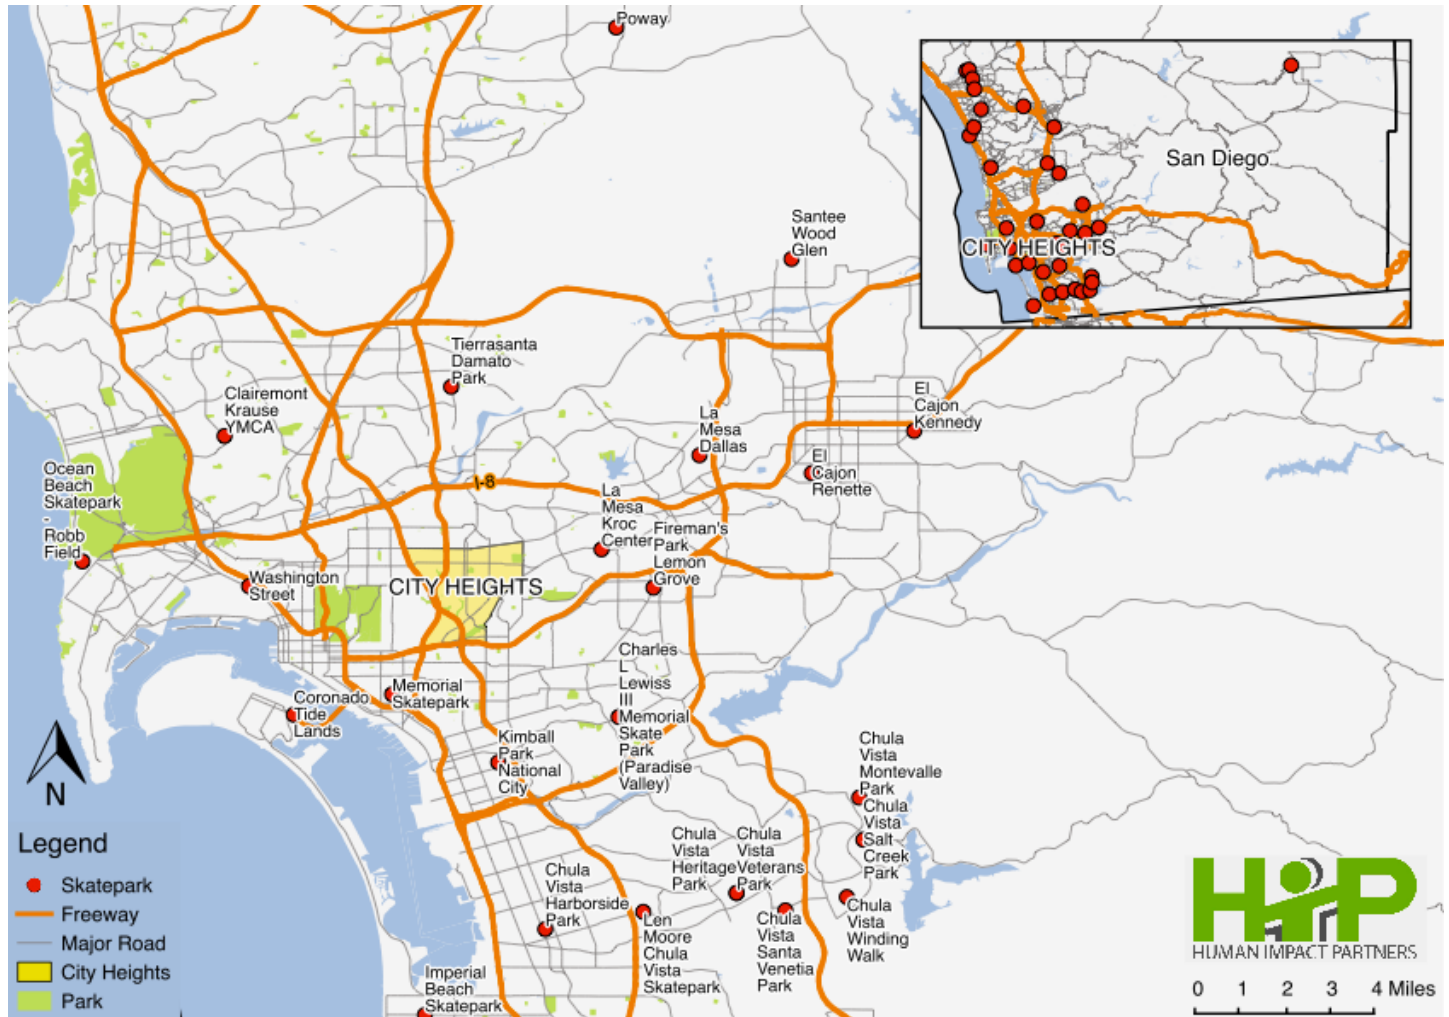 Poway
San Diego
CITY HEIGHTS
Santee
Wood
Glen
Tierrasanta
Damato
Park
Clairemont
Krause
YMCA
El
Cajon
Kennedy
La
Mesa
Dallas
El
Cajon
Renette
Ocean
Beach
Skatepark
-
Robb
Field
I-8
La
Mesa
Kroc
Center
Fireman's
Park
Lemon
Grove
Washington
Street
CITY HEIGHTS
Charles
L
Lewiss
III
Memorial
Skate
Park
(Paradise
Valley)
Memorial
Skatepark
Coronado
Tide
Lands
Kimball
Park
National
City
Chula
Vista
Montevalle
Park
Chula
Vista
Salt
Creek
Park
Chula
Vista
Heritage
Park
Chula
Vista
Veterans
Park
Chula
Vista
Harborside
Park
Len
Moore
Chula
Vista
Skatepark
Chula
Vista
Santa
Venetia
Park
Chula
Vista
Winding
Walk
Imperial
Beach
Skatepark
N
Legend
Skatepark
Freeway
Major Road
City Heights
Park
HIP
HUMAN IMPACT PARTNERS
0 1 2 3 4 Miles